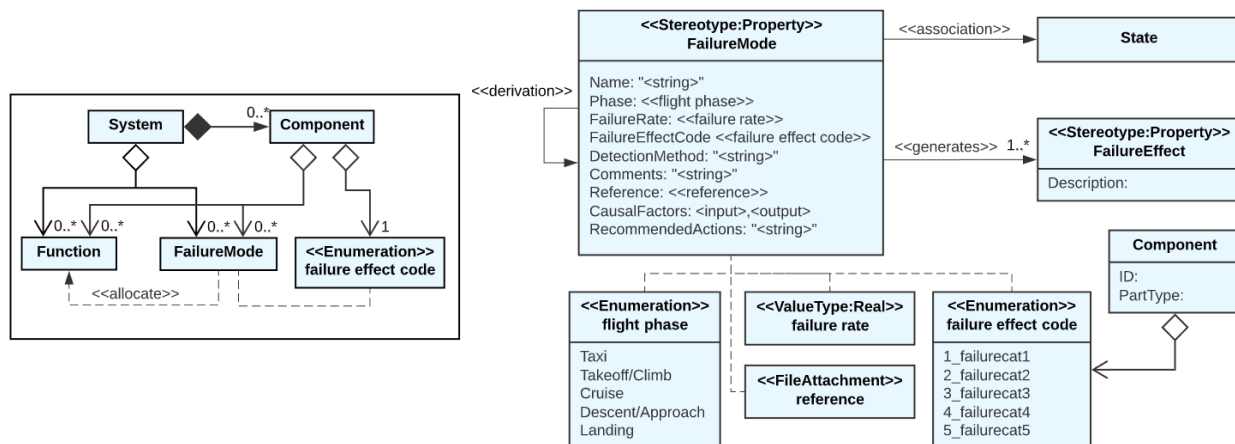 System
0..*
Component
0..*
0..*
0..*
0..*
1
Function
FailureMode
<<Enumeration>>
failure effect code
<<allocate>>
<<Stereotype:Property>>
FailureMode
Name: "<string>"
Phase: <<flight phase>>
FailureRate: <<failure rate>>
FailureEffectCode <<failure effect code>>
DetectionMethod: "<string>"
Comments: "<string>"
Reference: <<reference>>
CausalFactors: <input>,<output>
RecommendedActions: "<string>"
<<derivation>>
<<association>>
State
<<generates>>
1..*
<<Stereotype:Property>>
FailureEffect
Description:
Component
ID:
PartType:
<<Enumeration>>
flight phase
Taxi
Takeoff/Climb
Cruise
Descent/Approach
Landing
<<ValueType:Real>>
failure rate
<<FileAttachment>>
reference
<<Enumeration>>
failure effect code
1_failurecat1
2_failurecat2
3_failurecat3
4_failurecat4
5_failurecat5